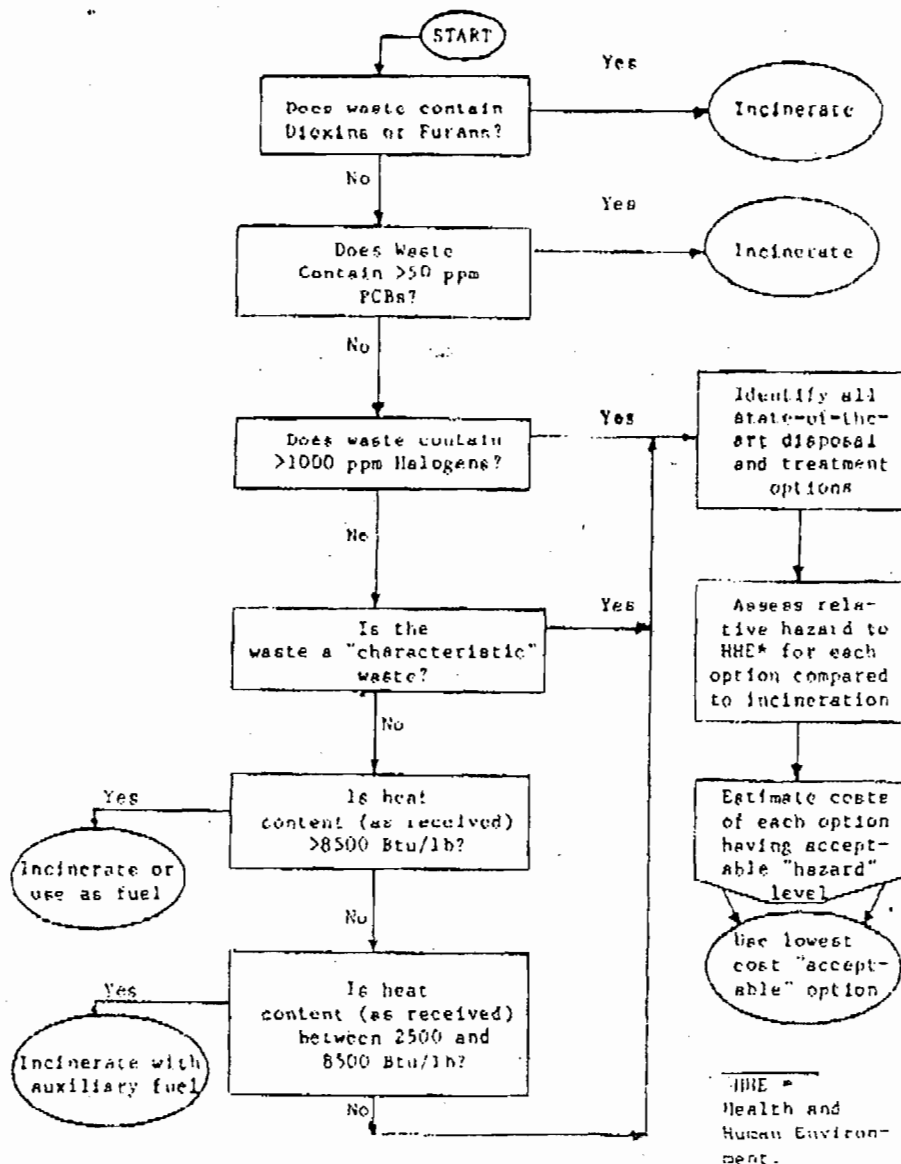 START
Yes
Does waste contain
Dioxins or Furans?
Incinerate
No
Yes
Does Waste
Contain >50 ppm
PCBs?
Incinerate
No
Identify all
state-of-the-
art disposal
and treatment
options
Yes
Does waste contain
>1000 ppm Halogens?
No
Yes
Is the
waste a "characteristic"
waste?
Assess rela-
tive hazard to
HHE* for each
option compared
to incineration
No
Yes
Is heat
content (as received)
>8500 Btu/lb?
Estimate costs
of each option
having accept-
able "hazard"
level
Incinerate or
use as fuel
No
Use lowest
cost "accept-
able" option
Yes
Is heat
content (as received)
between 2500 and
8500 Btu/lb?
Incinerate with
auxiliary fuel
No
HHE *
Health and
Human Environ-
ment.